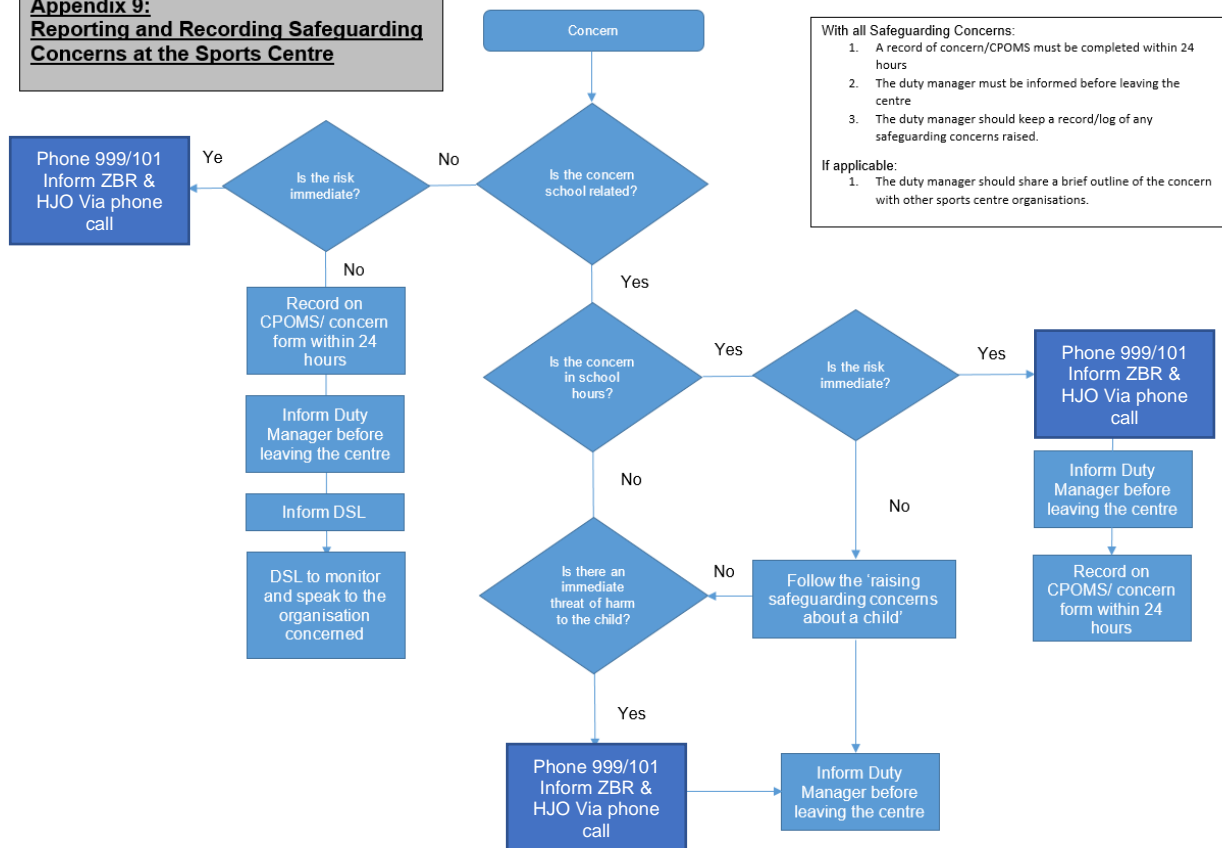 Appendix 9:
Reporting and Recording Safeguarding
Concerns at the Sports Centre
Concern
With all Safeguarding Concerns:
1. A record of concern/CPOMS must be completed within 24
hours
2. The duty manager must be informed before leaving the
centre
3. The duty manager should keep a record/log of any
safeguarding concerns raised.
If applicable:
1. The duty manager should share a brief outline of the concern
with other sports centre organisations.
Phone 999/101
Inform ZBR &
HJO Via phone
call
Ye
Is the risk
immediate?
No
Is the concern
school related?
No
Yes
Record on
CPOMS/ concern
form within 24
hours
Inform Duty
Manager before
leaving the centre
Inform DSL
DSL to monitor
and speak to the
organisation
concerned
Is the concern
in school
hours?
Yes
Is the risk
immediate?
Yes
Phone 999/101
Inform ZBR &
HJO Via phone
call
Inform Duty
Manager before
leaving the centre
Record on
CPOMS/ concern
form within 24
hours
No
No
Is there an
immediate
threat of harm
to the child?
No
Follow the ‘raising
safeguarding concerns
about a child’
Yes
Phone 999/101
Inform ZBR &
HJO Via phone
call
Inform Duty
Manager before
leaving the centre